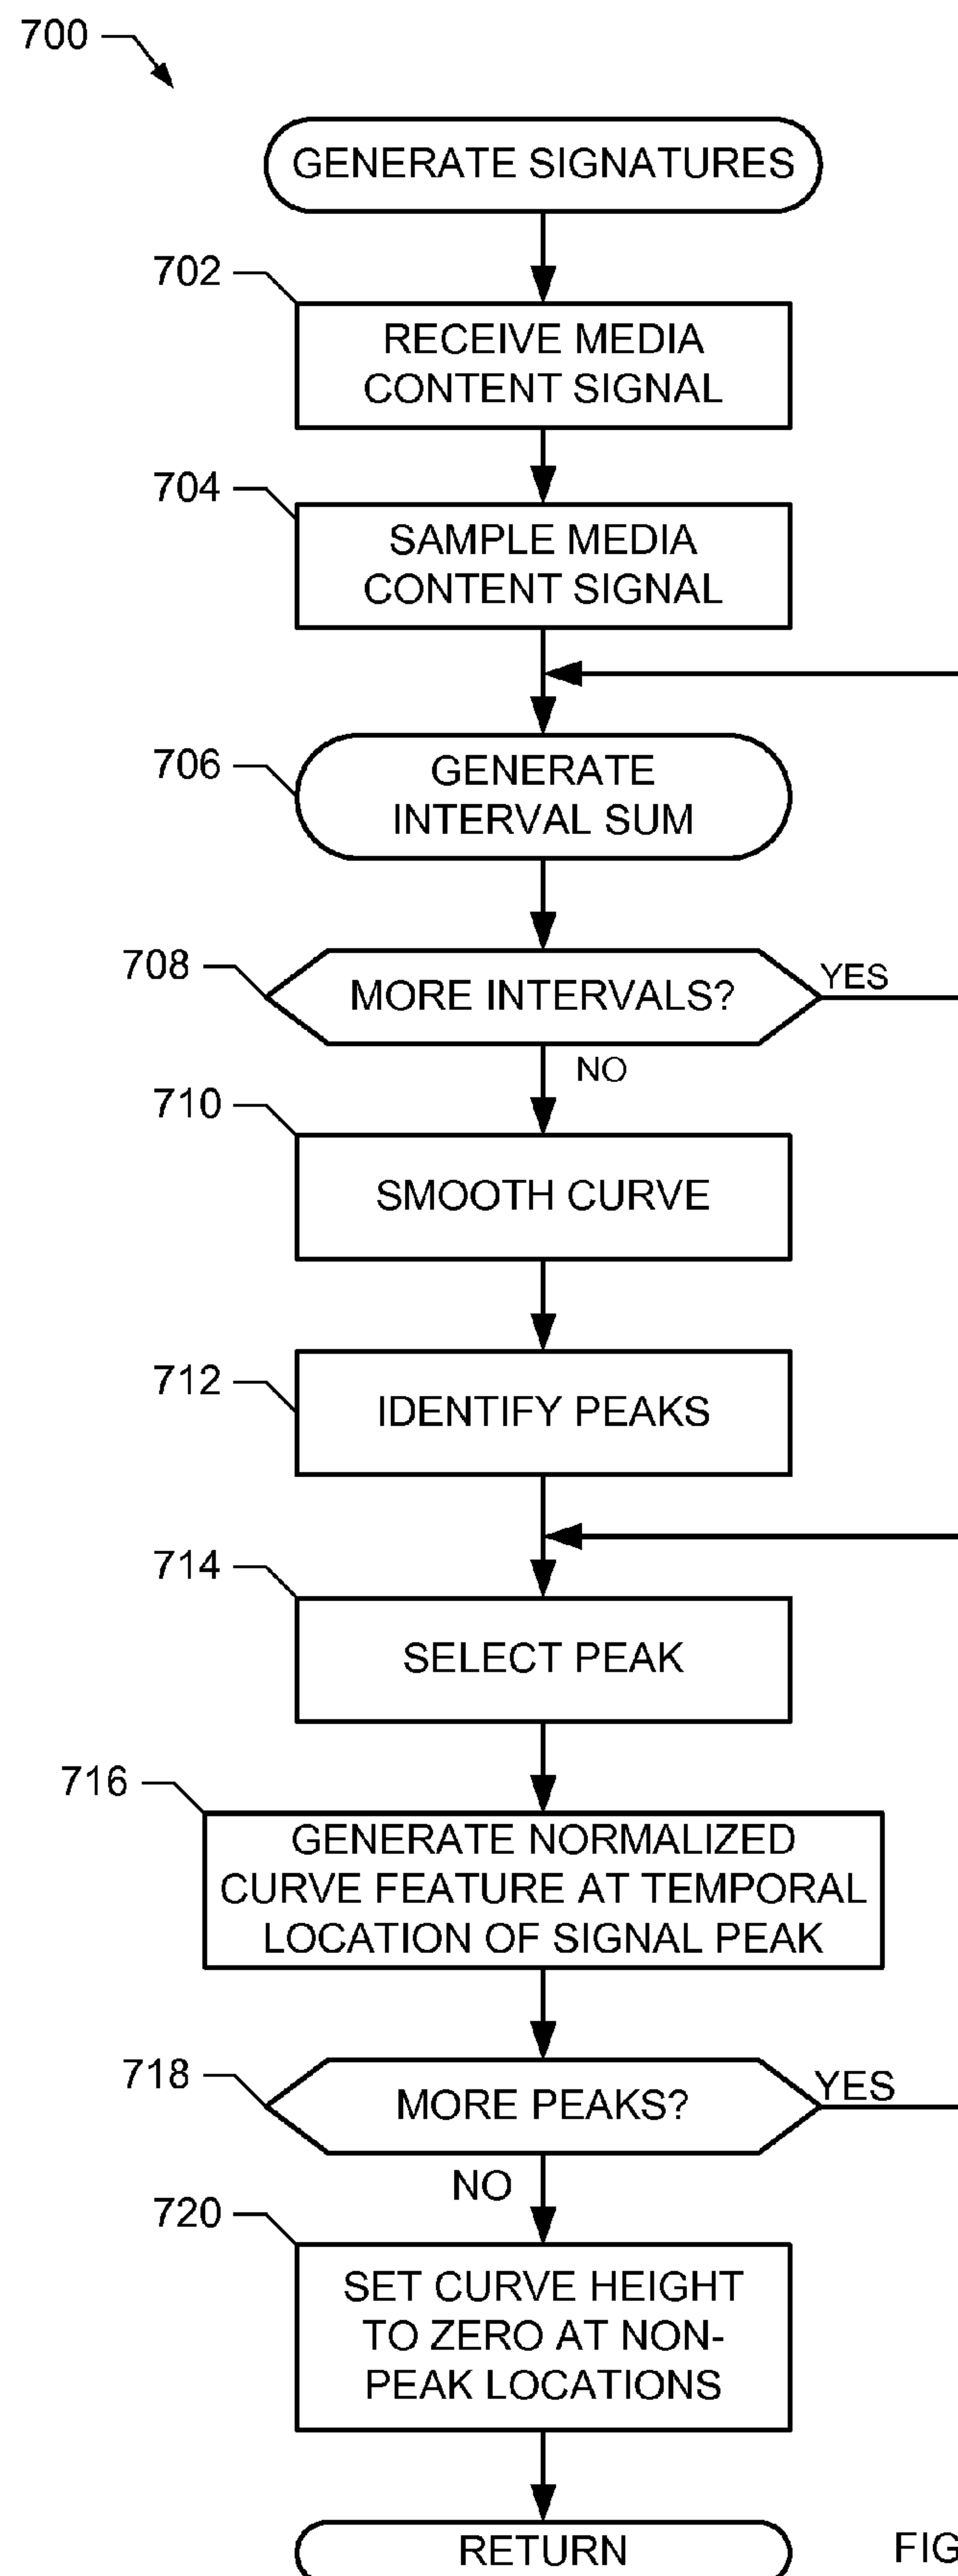 700
GENERATE SIGNATURES
702
RECEIVE MEDIA
CONTENT SIGNAL
704
SAMPLE MEDIA
CONTENT SIGNAL
706
GENERATE
INTERVAL SUM
708
MORE INTERVALS?
YES
NO
710
SMOOTH CURVE
712
IDENTIFY PEAKS
714
SELECT PEAK
716
GENERATE NORMALIZED
CURVE FEATURE AT TEMPORAL
LOCATION OF SIGNAL PEAK
718
MORE PEAKS?
YES
NO
720
SET CURVE HEIGHT
TO ZERO AT NON-
PEAK LOCATIONS
RETURN
FIG